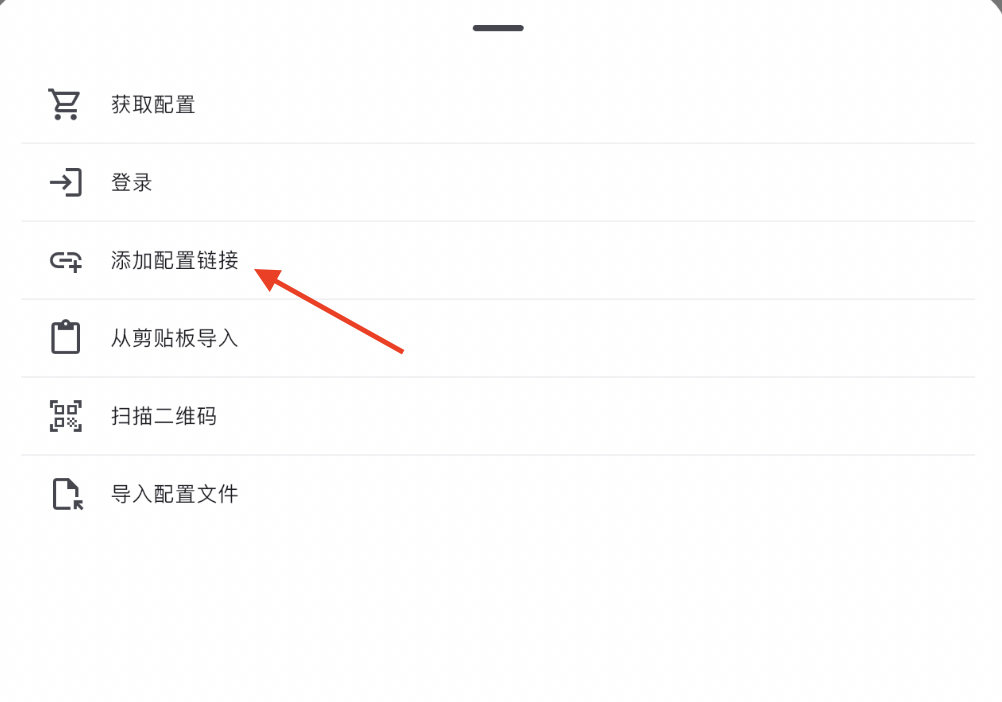 获取配置
登录
添加配置链接
从剪贴板导入
扫描二维码
导入配置文件